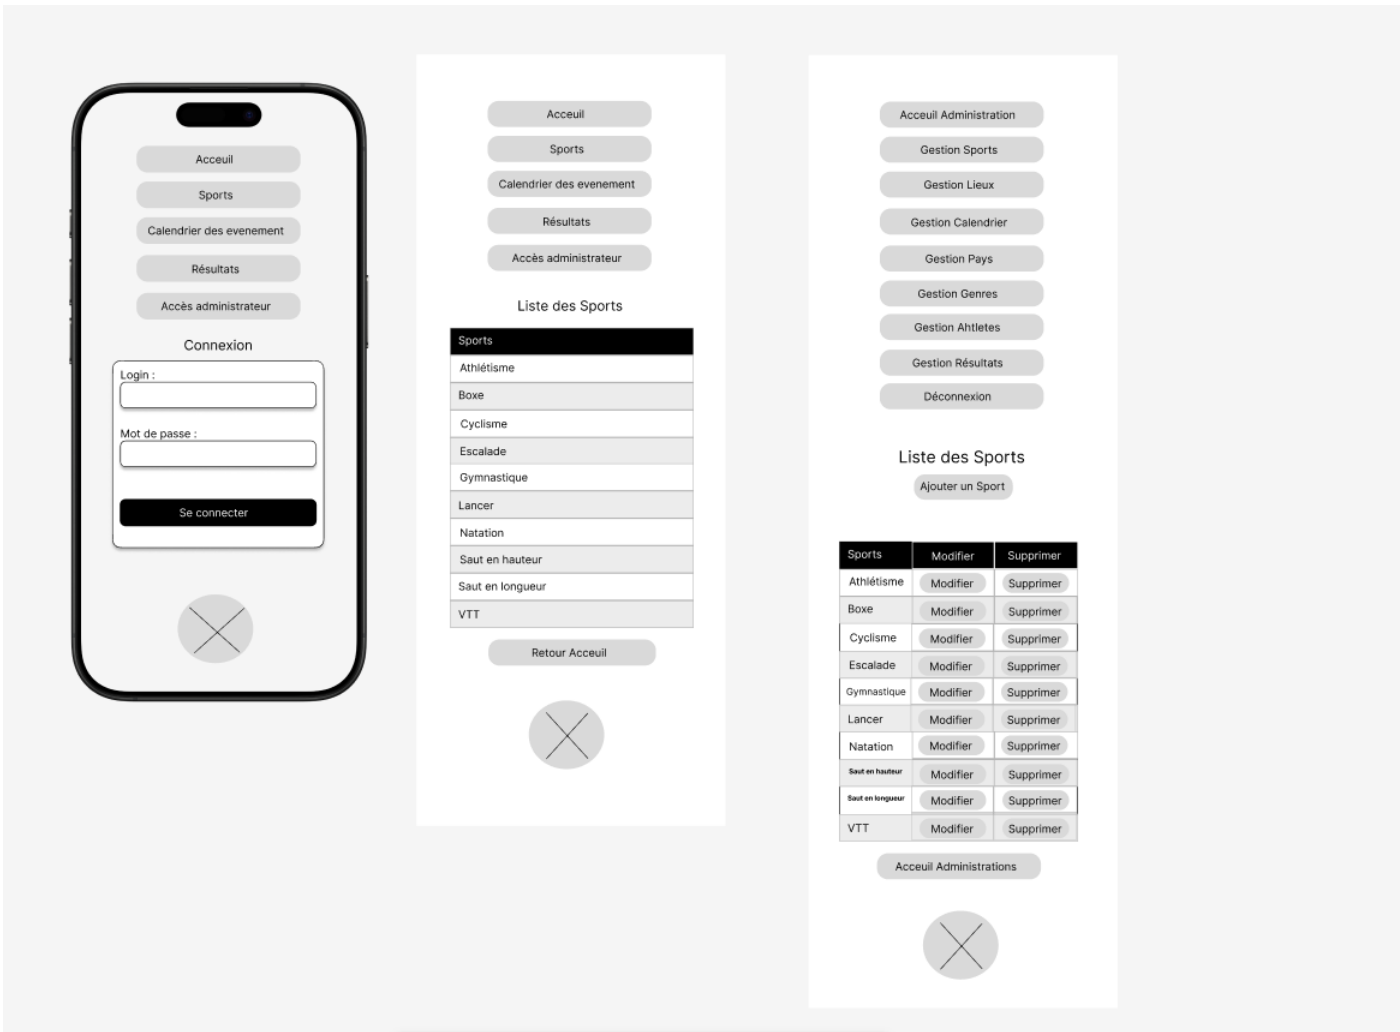 Acceuil
Sports
Calendrier des evenement
Résultats
Accès administrateur
Connexion
Login :
Mot de passe :
Se connecter
Acceuil
Sports
Calendrier des evenement
Résultats
Accès administrateur
Liste des Sports
Sports
Athlétisme
Boxe
Cyclisme
Escalade
Gymnastique
Lancer
Natation
Saut en hauteur
Saut en longueur
VTT
Retour Acceuil
Acceuil Administration
Gestion Sports
Gestion Lieux
Gestion Calendrier
Gestion Pays
Gestion Genres
Gestion Ahtletes
Gestion Résultats
Déconnexion
Liste des Sports
Ajouter un Sport
Sports Modifier Supprimer
Athlétisme Modifier Supprimer
Boxe Modifier Supprimer
Cyclisme Modifier Supprimer
Escalade Modifier Supprimer
Gymnastique Modifier Supprimer
Lancer Modifier Supprimer
Natation Modifier Supprimer
Saut en hauteur Modifier Supprimer
Saut en longueur Modifier Supprimer
VTT Modifier Supprimer
Acceuil Administrations